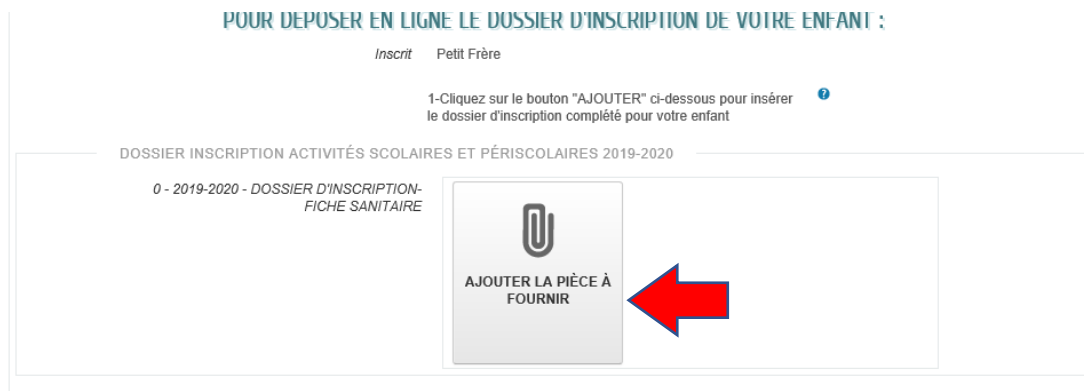 POUR DEPOSER EN LIGNE LE DOSSIER D'INSCRIPTION DE VOTRE ENFANT :
Inscrit Petit Frère
1-Cliquez sur le bouton "AJOUTER" ci-dessous pour insérer ?
le dossier d'inscription complété pour votre enfant
DOSSIER INSCRIPTION ACTIVITÉS SCOLAIRES ET PÉRISCOLAIRES 2019-2020
0 - 2019-2020 - DOSSIER D'INSCRIPTION-
FICHE SANITAIRE
AJOUTER LA PIÈCE À
FOURNIR